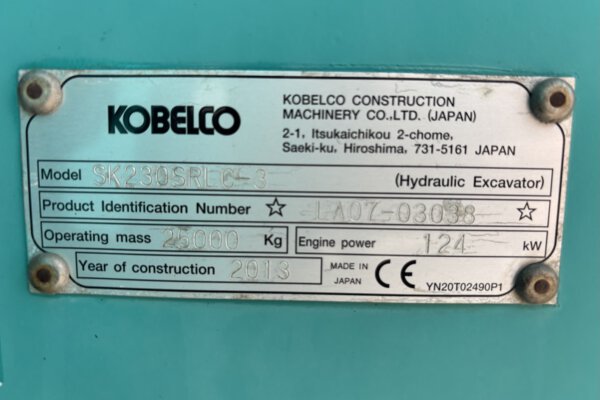 KOBELCO
KOBELCO CONSTRUCTION
MACHINERY CO.,LTD. (JAPAN)
2-1, Itsukaichikou 2-chome,
Saeki-ku, Hiroshima, 731-5161 JAPAN
Model SK230SRLC-3 (Hydraulic Excavator)
Product Identification Number ☆ LA07-03098 ☆
Operating mass 25000 Kg Engine power 124 kW
Year of construction 2013 MADE IN
JAPAN CE YN20T02490P1